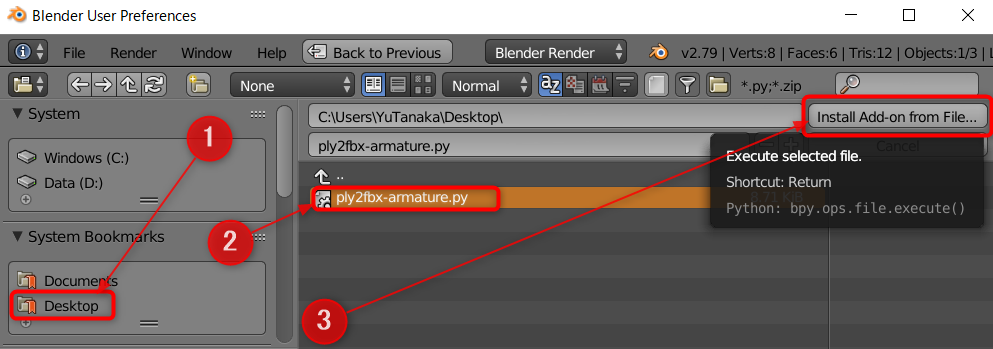 Blender User Preferences
File Render Window Help Back to Previous Blender Render v2.79 | Verts:8 | Faces:6 | Tris:12 | Objects:1/3 |
None Normal az *.py;*.zip
System
C:\Users\YuTanaka\Desktop\ Install Add-on from File...
1
ply2fbx-armature.py Cancel
Windows (C:)
Execute selected file.
..
Data (D:)
Shortcut: Return
ply2fbx-armature.py
Python: bpy.ops.file.execute()
System Bookmarks
2
Documents
Desktop
3